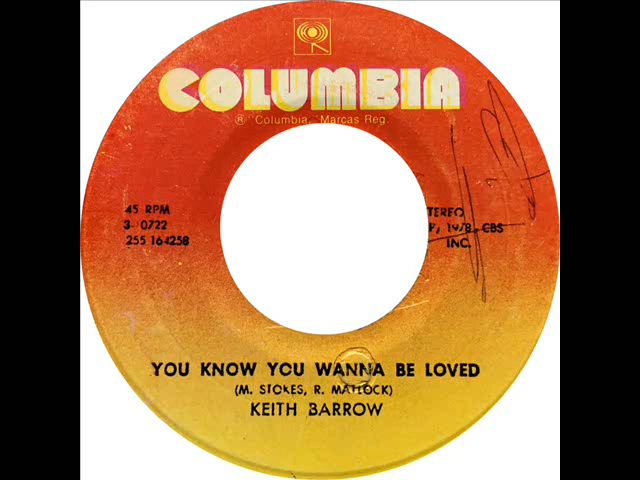 COLUMBIA
® Columbia, Marcas Reg.
45 RPM
3-10722
255 164258
STEREO
P, 1978, CBS
INC.
YOU KNOW YOU WANNA BE LOVED
(M. STOKES, R. MATLOCK)
KEITH BARROW